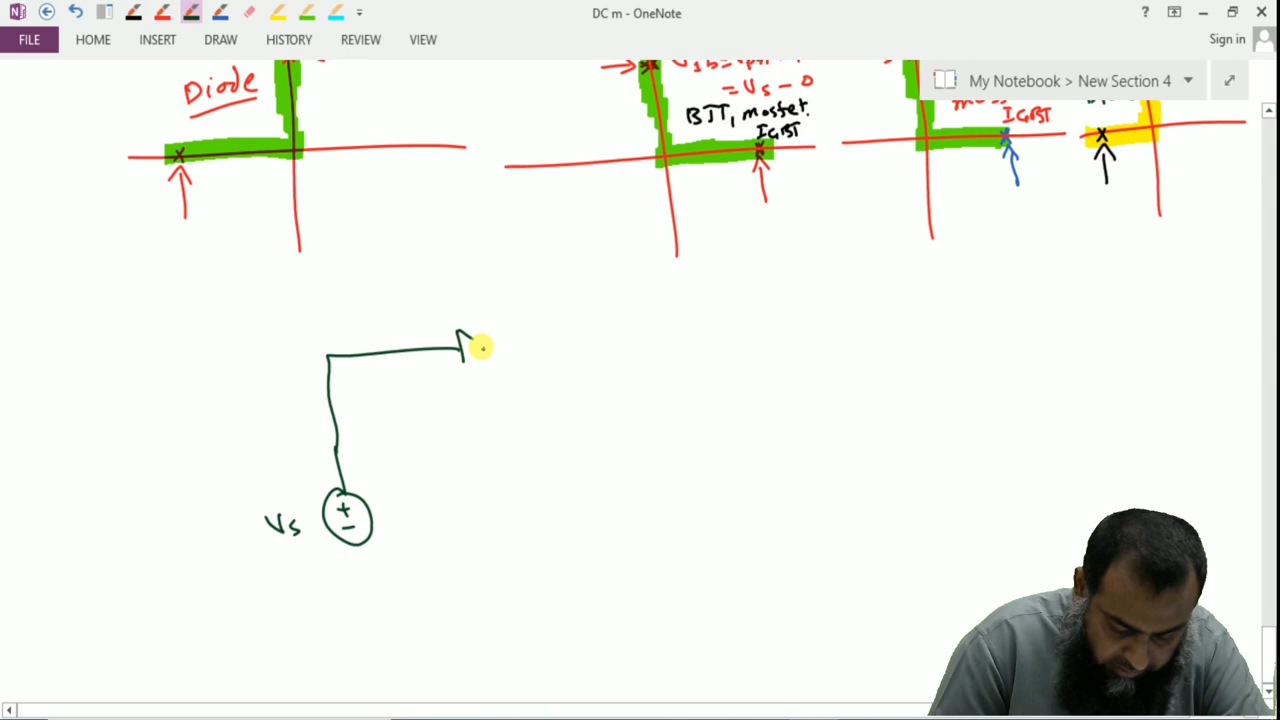 DC m - OneNote
FILE HOME INSERT DRAW HISTORY REVIEW VIEW
Sign in
My Notebook > New Section 4
Diode
= Vs - 0
BJT, mosfet.
IGBT
IGBT
Vs
+
-